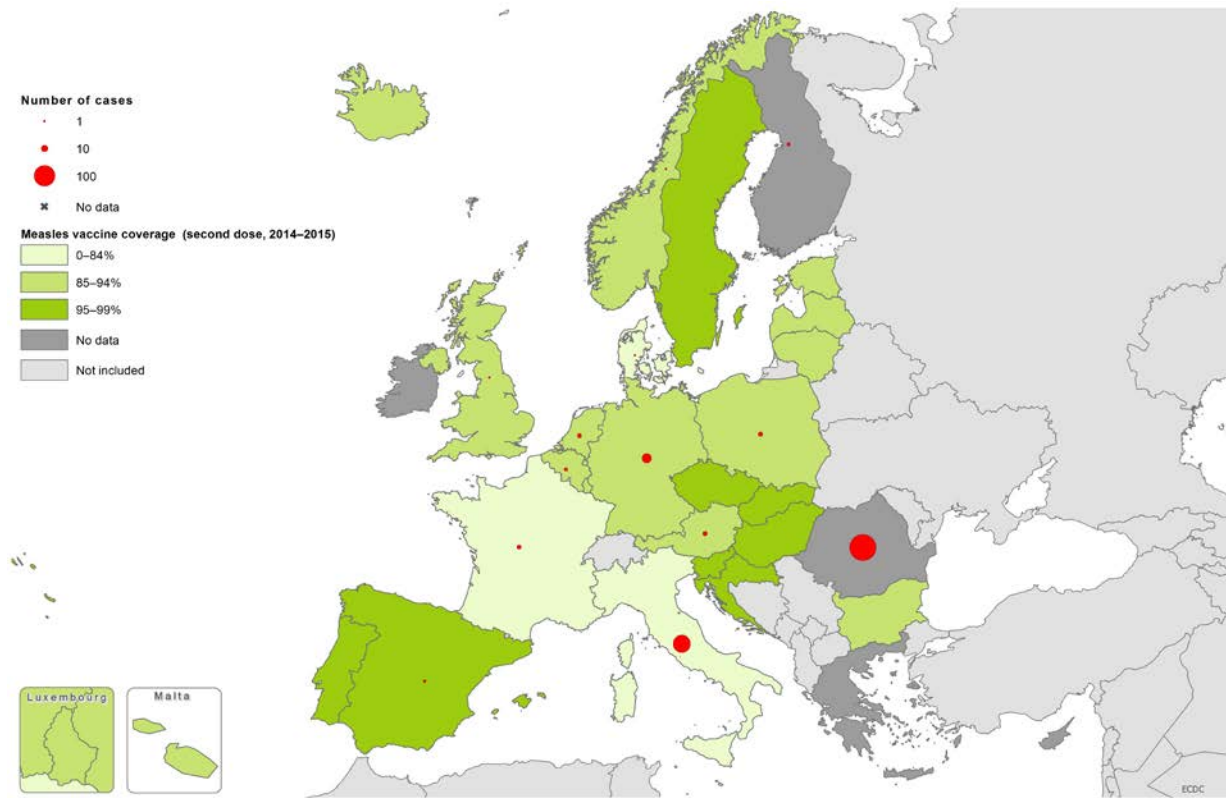 Number of cases
1
10
100
No data
Measles vaccine coverage (second dose, 2014–2015)
0–84%
85–94%
95–99%
No data
Not included
Luxembourg
Malta
ECDC